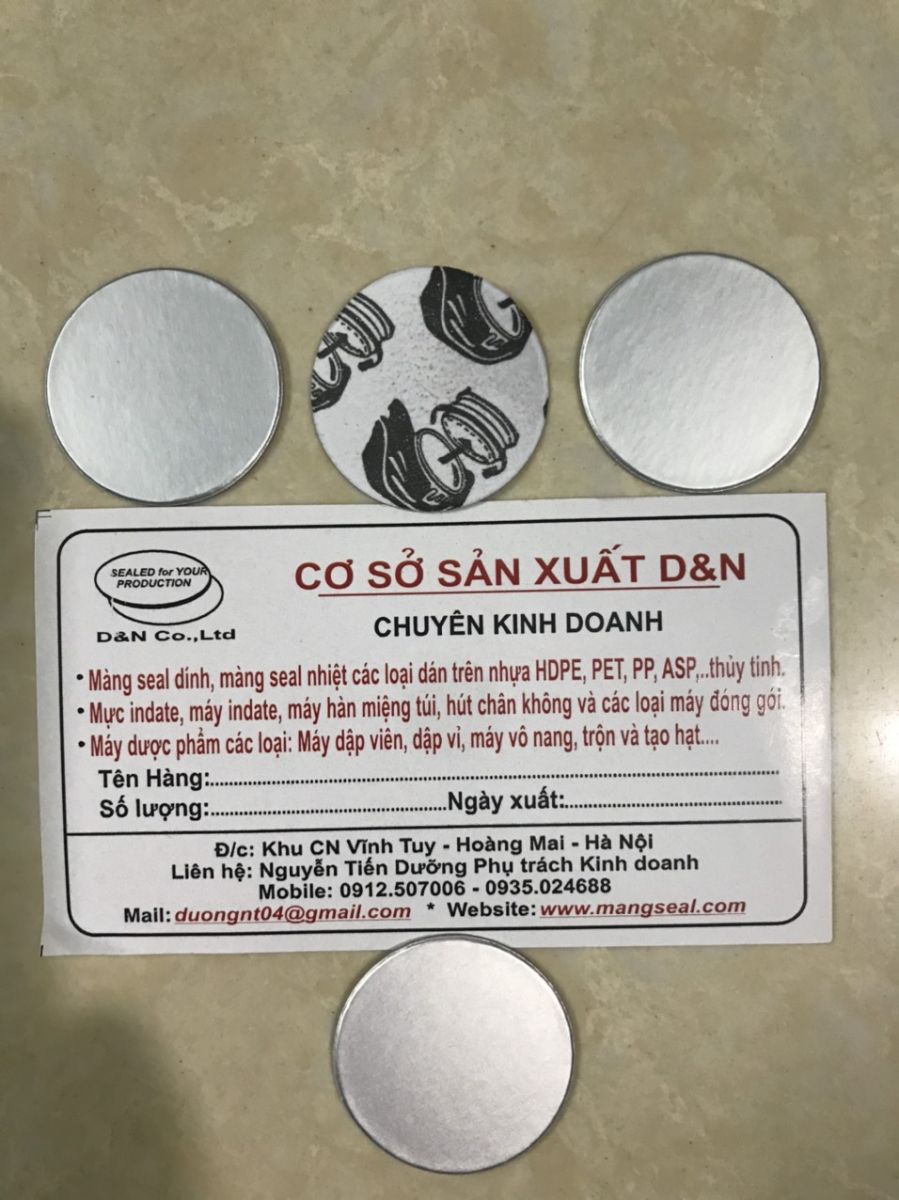 SEALED for YOUR
PRODUCTION
D&N Co.,Ltd
CƠ SỞ SẢN XUẤT D&N
CHUYÊN KINH DOANH
• Màng seal dính, màng seal nhiệt các loại dán trên nhựa HDPE, PET, PP, ASP,..thủy tinh.
• Mực indate, máy indate, máy hàn miệng túi, hút chân không và các loại máy đóng gói.
• Máy dược phẩm các loại: Máy dập viên, dập vỉ, máy vô nang, trộn và tạo hạt....
Tên Hàng:..........................................................................
Số lượng:...................................Ngày xuất:.................................
Đ/c: Khu CN Vĩnh Tuy - Hoàng Mai - Hà Nội
Liên hệ: Nguyễn Tiến Dưỡng Phụ trách Kinh doanh
Mobile: 0912.507006 - 0935.024688
Mail: duongnt04@gmail.com * Website: www.mangseal.com